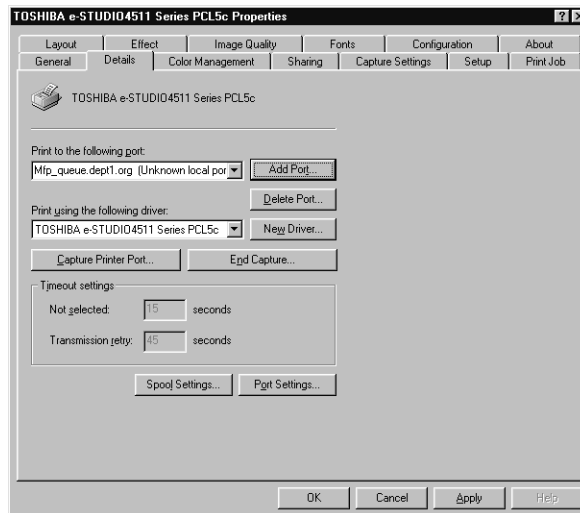 TOSHIBA e-STUDIO4511 Series PCL5c Properties
Layout Effect Image Quality Fonts Configuration About
General Details Color Management Sharing Capture Settings Setup Print Job
TOSHIBA e-STUDIO4511 Series PCL5c
Print to the following port:
Mfp_queue.dept1.org (Unknown local por Add Port...
Delete Port...
Print using the following driver:
TOSHIBA e-STUDIO4511 Series PCL5c New Driver...
Capture Printer Port... End Capture...
Timeout settings
Not selected: 15 seconds
Transmission retry: 45 seconds
Spool Settings... Port Settings...
OK Cancel Apply Help